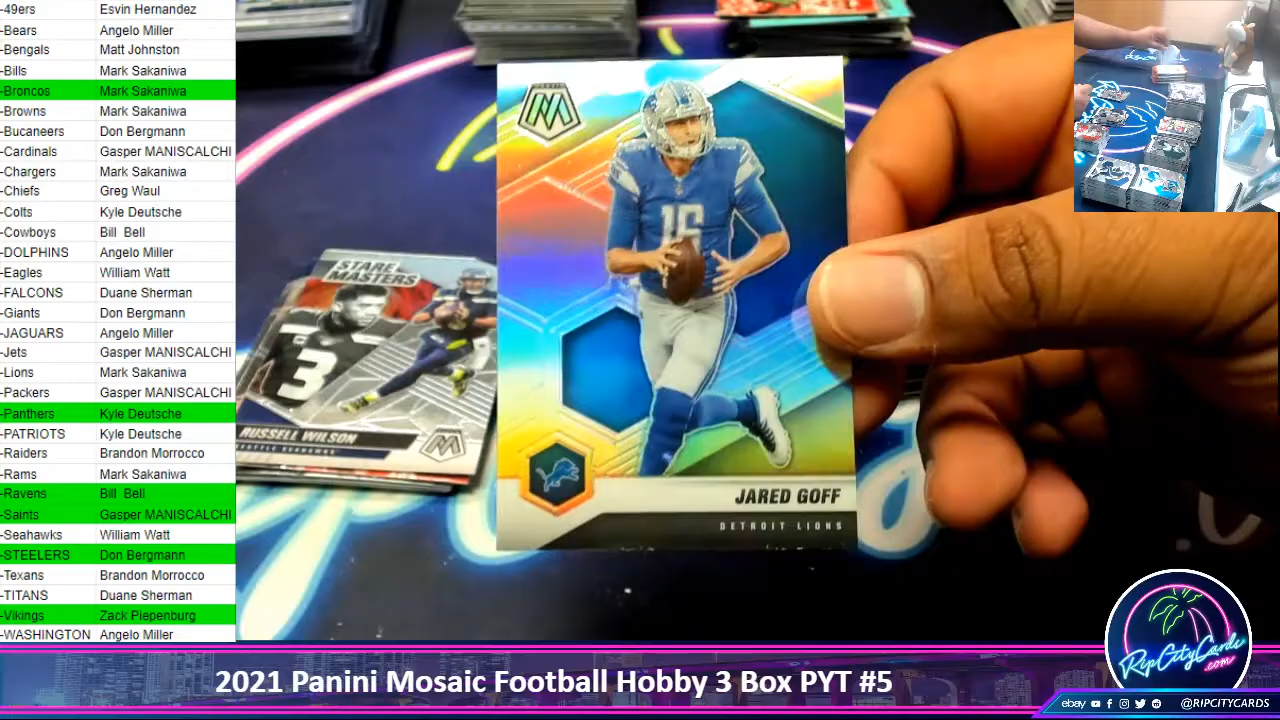 -49ers Esvin Hernandez
-Bears Angelo Miller
-Bengals Matt Johnston
-Bills Mark Sakaniwa
-Broncos Mark Sakaniwa
-Browns Mark Sakaniwa
-Bucaneers Don Bergmann
-Cardinals Gasper MANISCALCHI
-Chargers Mark Sakaniwa
-Chiefs Greg Waul
-Colts Kyle Deutsche
-Cowboys Bill Bell
-DOLPHINS Angelo Miller
-Eagles William Watt
-FALCONS Duane Sherman
-Giants Don Bergmann
-JAGUARS Angelo Miller
-Jets Gasper MANISCALCHI
-Lions Mark Sakaniwa
-Packers Gasper MANISCALCHI
-Panthers Kyle Deutsche
-PATRIOTS Kyle Deutsche
-Raiders Brandon Morrocco
-Rams Mark Sakaniwa
-Ravens Bill Bell
-Saints Gasper MANISCALCHI
-Seahawks William Watt
-STEELERS Don Bergmann
-Texans Brandon Morrocco
-TITANS Duane Sherman
-Vikings Zack Piepenburg
-WASHINGTON Angelo Miller
STARE
MASTERS
3
RUSSELL WILSON
SEATTLE SEAHAWKS
16
JARED GOFF
DETROIT LIONS
RipCityCards
.com
2021 Panini Mosaic Football Hobby 3 Box PYT #5
ebay @RIPCITYCARDS